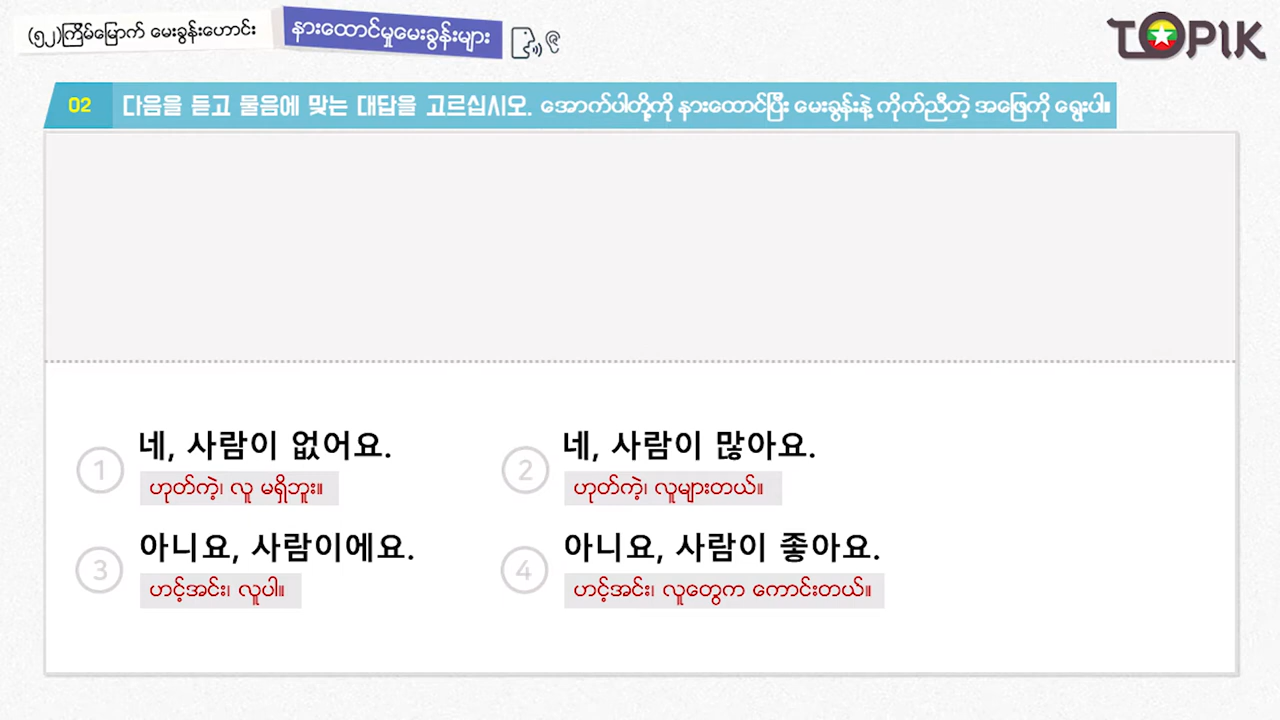 (၅၂)ကြိမ်မြောက် မေးခွန်းဟောင်း
နားထောင်မှုမေးခွန်းများ
TOPIK
02 다음을 듣고 물음에 맞는 대답을 고르십시오. အောက်ပါတို့ကို နားထောင်ပြီး မေးခွန်းနဲ့ ကိုက်ညီတဲ့ အဖြေကို ရွေးပါ။
1 네, 사람이 없어요.
ဟုတ်ကဲ့၊ လူ မရှိဘူး။
2 네, 사람이 많아요.
ဟုတ်ကဲ့၊ လူများတယ်။
3 아니요, 사람이에요.
ဟင့်အင်း၊ လူပါ။
4 아니요, 사람이 좋아요.
ဟင့်အင်း၊ လူတွေက ကောင်းတယ်။